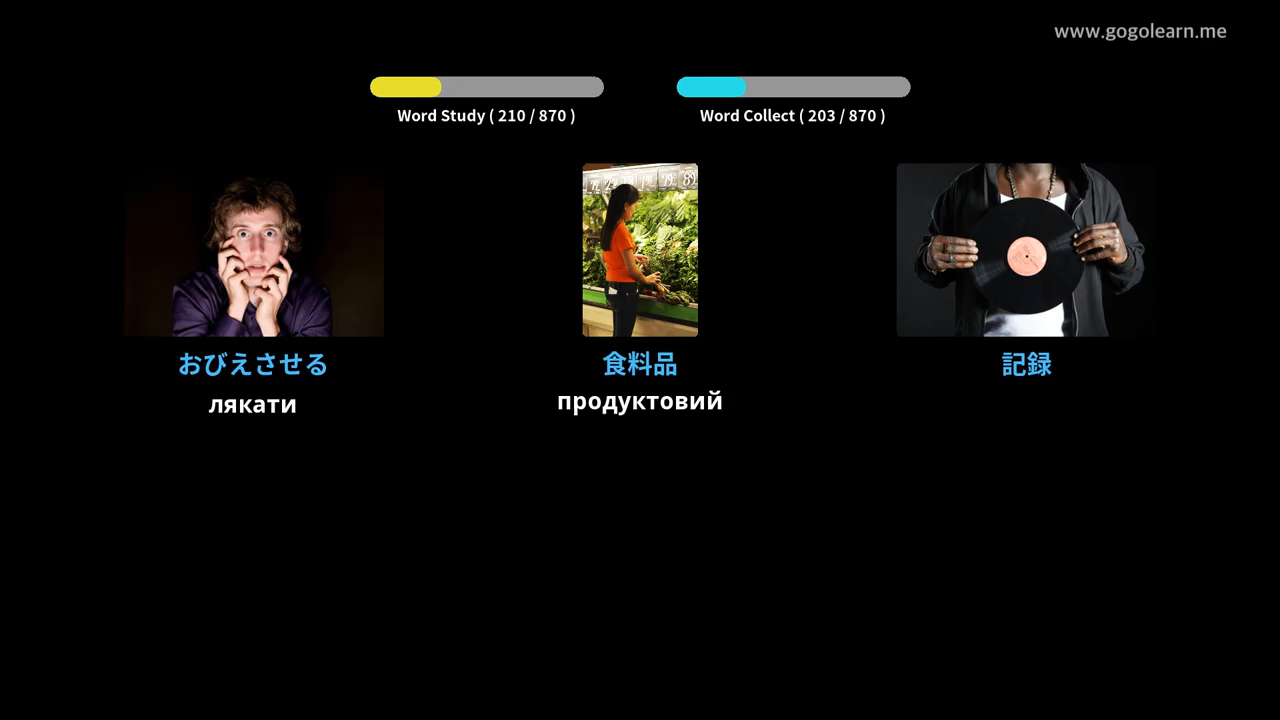 www.gogolearn.me
Word Study ( 210 / 870 )
Word Collect ( 203 / 870 )
おびえさせる
食料品
記録
лякати
продуктовий